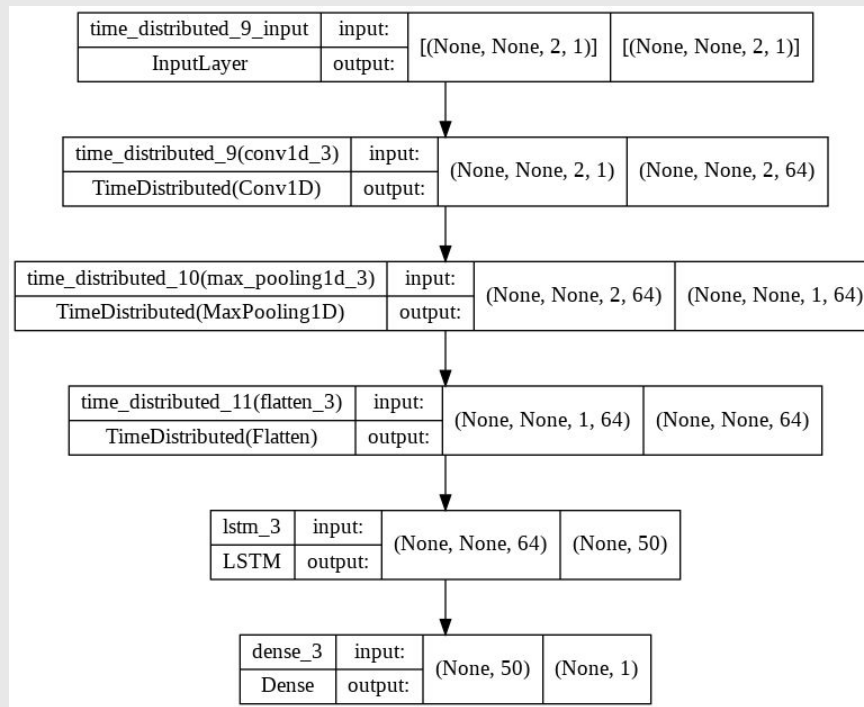 time_distributed_9_input input: [(None, None, 2, 1)] [(None, None, 2, 1)]
InputLayer output:
time_distributed_9(conv1d_3) input: (None, None, 2, 1) (None, None, 2, 64)
TimeDistributed(Conv1D) output:
time_distributed_10(max_pooling1d_3) input: (None, None, 2, 64) (None, None, 1, 64)
TimeDistributed(MaxPooling1D) output:
time_distributed_11(flatten_3) input: (None, None, 1, 64) (None, None, 64)
TimeDistributed(Flatten) output:
lstm_3 input: (None, None, 64) (None, 50)
LSTM output:
dense_3 input: (None, 50) (None, 1)
Dense output: